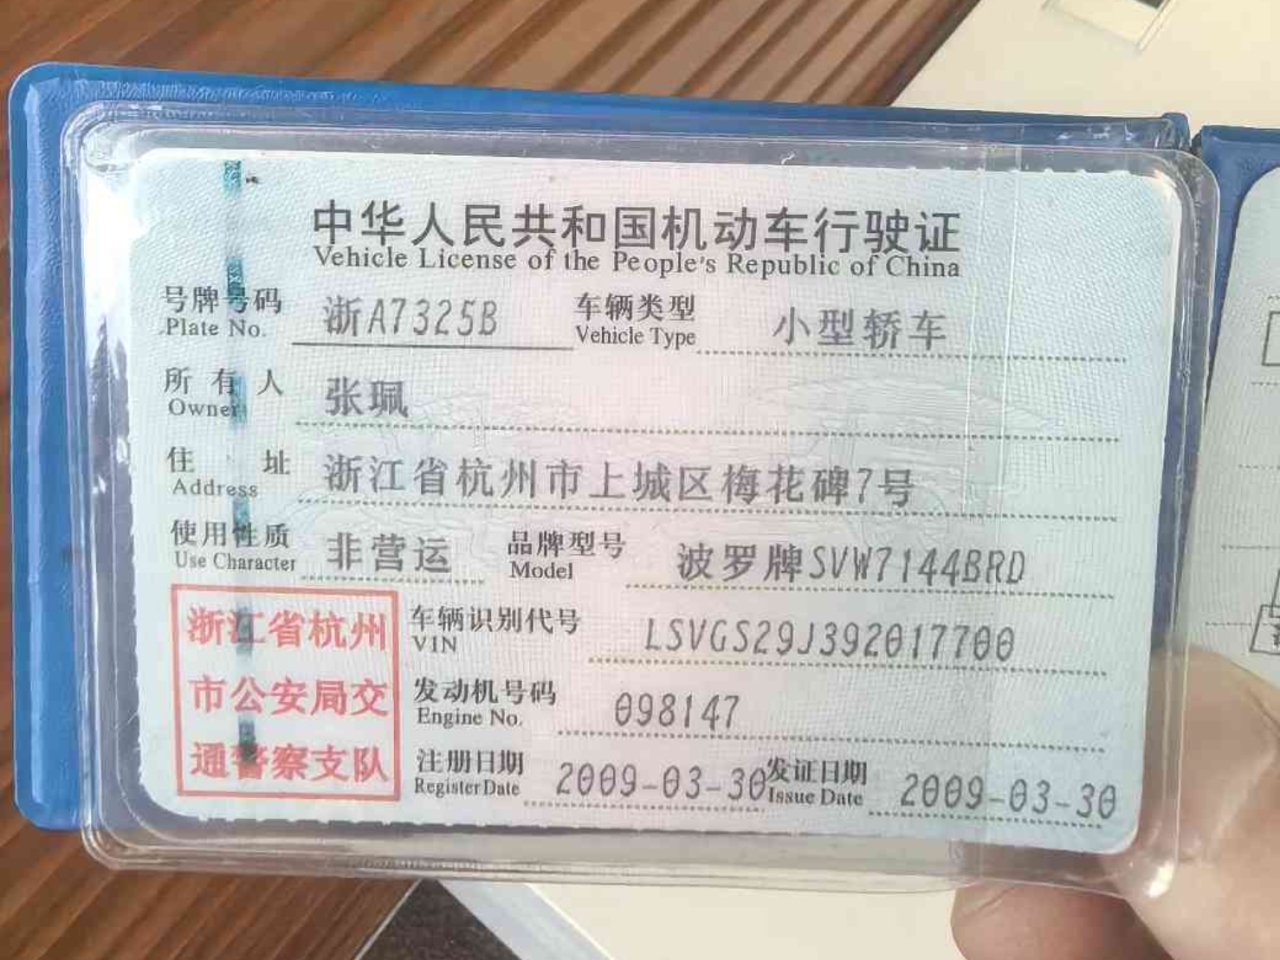 中华人民共和国机动车行驶证
Vehicle License of the People's Republic of China
号牌号码 浙A7325B 车辆类型 小型轿车
Plate No. Vehicle Type
所有人 张珮
Owner
住址 浙江省杭州市上城区梅花碑7号
Address
使用性质 非营运 品牌型号 波罗牌SVW7144BRD
Use Character Model
浙江省杭州
市公安局交
通警察支队
车辆识别代号 LSVGS29J392017700
VIN
发动机号码 098147
Engine No.
注册日期 2009-03-30 发证日期 2009-03-30
Register Date Issue Date